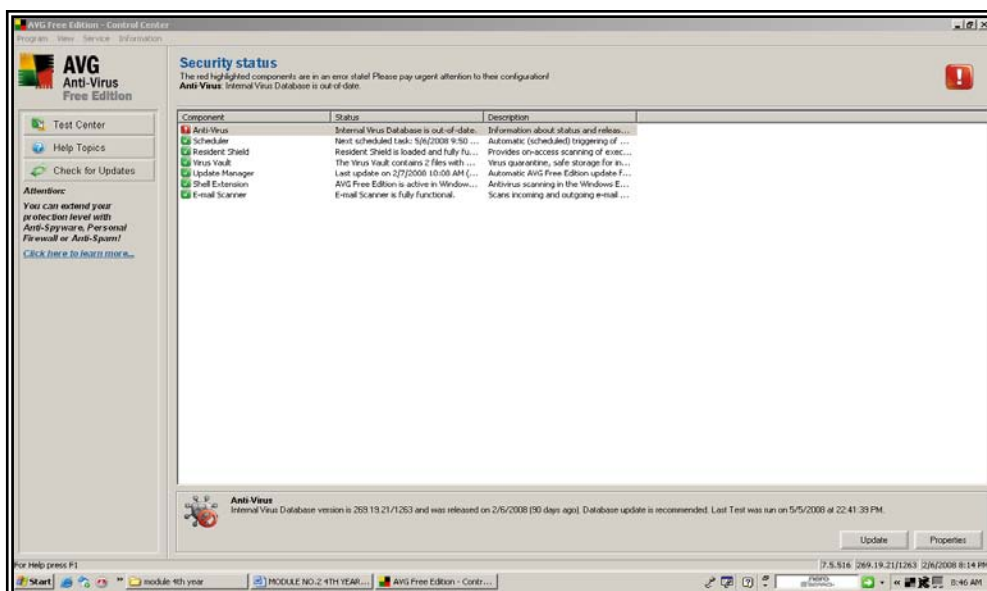 AVG Free Edition - Control Center
Program View Service Information
AVG
Anti-Virus
Free Edition
Test Center
Help Topics
Check for Updates
Attention:
You can extend your
protection level with
Anti-Spyware, Personal
Firewall or Anti-Spam!
Click here to learn more...
Security status
The red highlighted components are in an error state! Please pay urgent attention to their configuration!
Anti-Virus: Internal Virus Database is out-of-date.
Component Status Description
Anti-Virus Internal Virus Database is out-of-date. Information about status and releas...
Scheduler Next scheduled task: 5/6/2008 9:50 ... Automatic (scheduled) triggering of ...
Resident Shield Resident Shield is loaded and fully fu... Provides on-access scanning of exec...
Virus Vault The Virus Vault contains 2 files with ... Virus quarantine, safe storage for in...
Update Manager Last update on 2/7/2008 10:08 AM (... Automatic AVG Free Edition update f...
Shell Extension AVG Free Edition is active in Window... Antivirus scanning in the Windows E...
E-mail Scanner E-mail Scanner is fully functional. Scans incoming and outgoing e-mail ...
Anti-Virus
Internal Virus Database version is 269.19.21/1263 and was released on 2/6/2008 (90 days ago). Database update is recommended. Last Test was run on 5/5/2008 at 22:41:39 PM.
Update Properties
For Help press F1
7.5.516 269.19.21/1263 2/6/2008 8:14 PM
Start module 4th year MODULE NO.2 4TH YEAR... AVG Free Edition - Contr... nero 8:46 AM